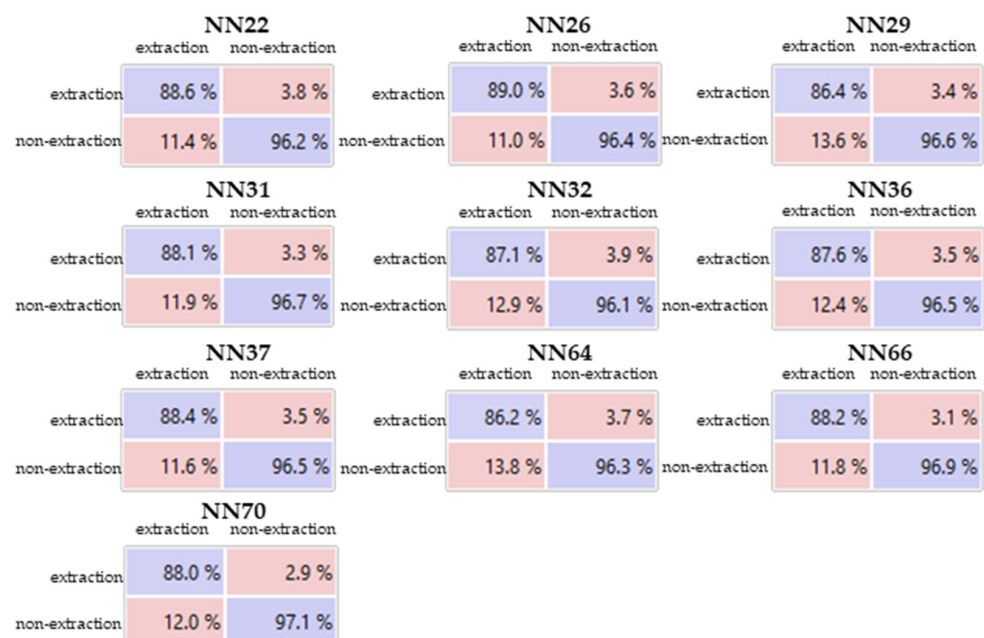 NN22 NN26 NN29
extraction non-extraction extraction non-extraction extraction non-extraction
extraction 88.6 % 3.8 % extraction 89.0 % 3.6 % extraction 86.4 % 3.4 %
non-extraction 11.4 % 96.2 % non-extraction 11.0 % 96.4 % non-extraction 13.6 % 96.6 %
NN31 NN32 NN36
extraction non-extraction extraction non-extraction extraction non-extraction
extraction 88.1 % 3.3 % extraction 87.1 % 3.9 % extraction 87.6 % 3.5 %
non-extraction 11.9 % 96.7 % non-extraction 12.9 % 96.1 % non-extraction 12.4 % 96.5 %
NN37 NN64 NN66
extraction non-extraction extraction non-extraction extraction non-extraction
extraction 88.4 % 3.5 % extraction 86.2 % 3.7 % extraction 88.2 % 3.1 %
non-extraction 11.6 % 96.5 % non-extraction 13.8 % 96.3 % non-extraction 11.8 % 96.9 %
NN70
extraction non-extraction
extraction 88.0 % 2.9 %
non-extraction 12.0 % 97.1 %